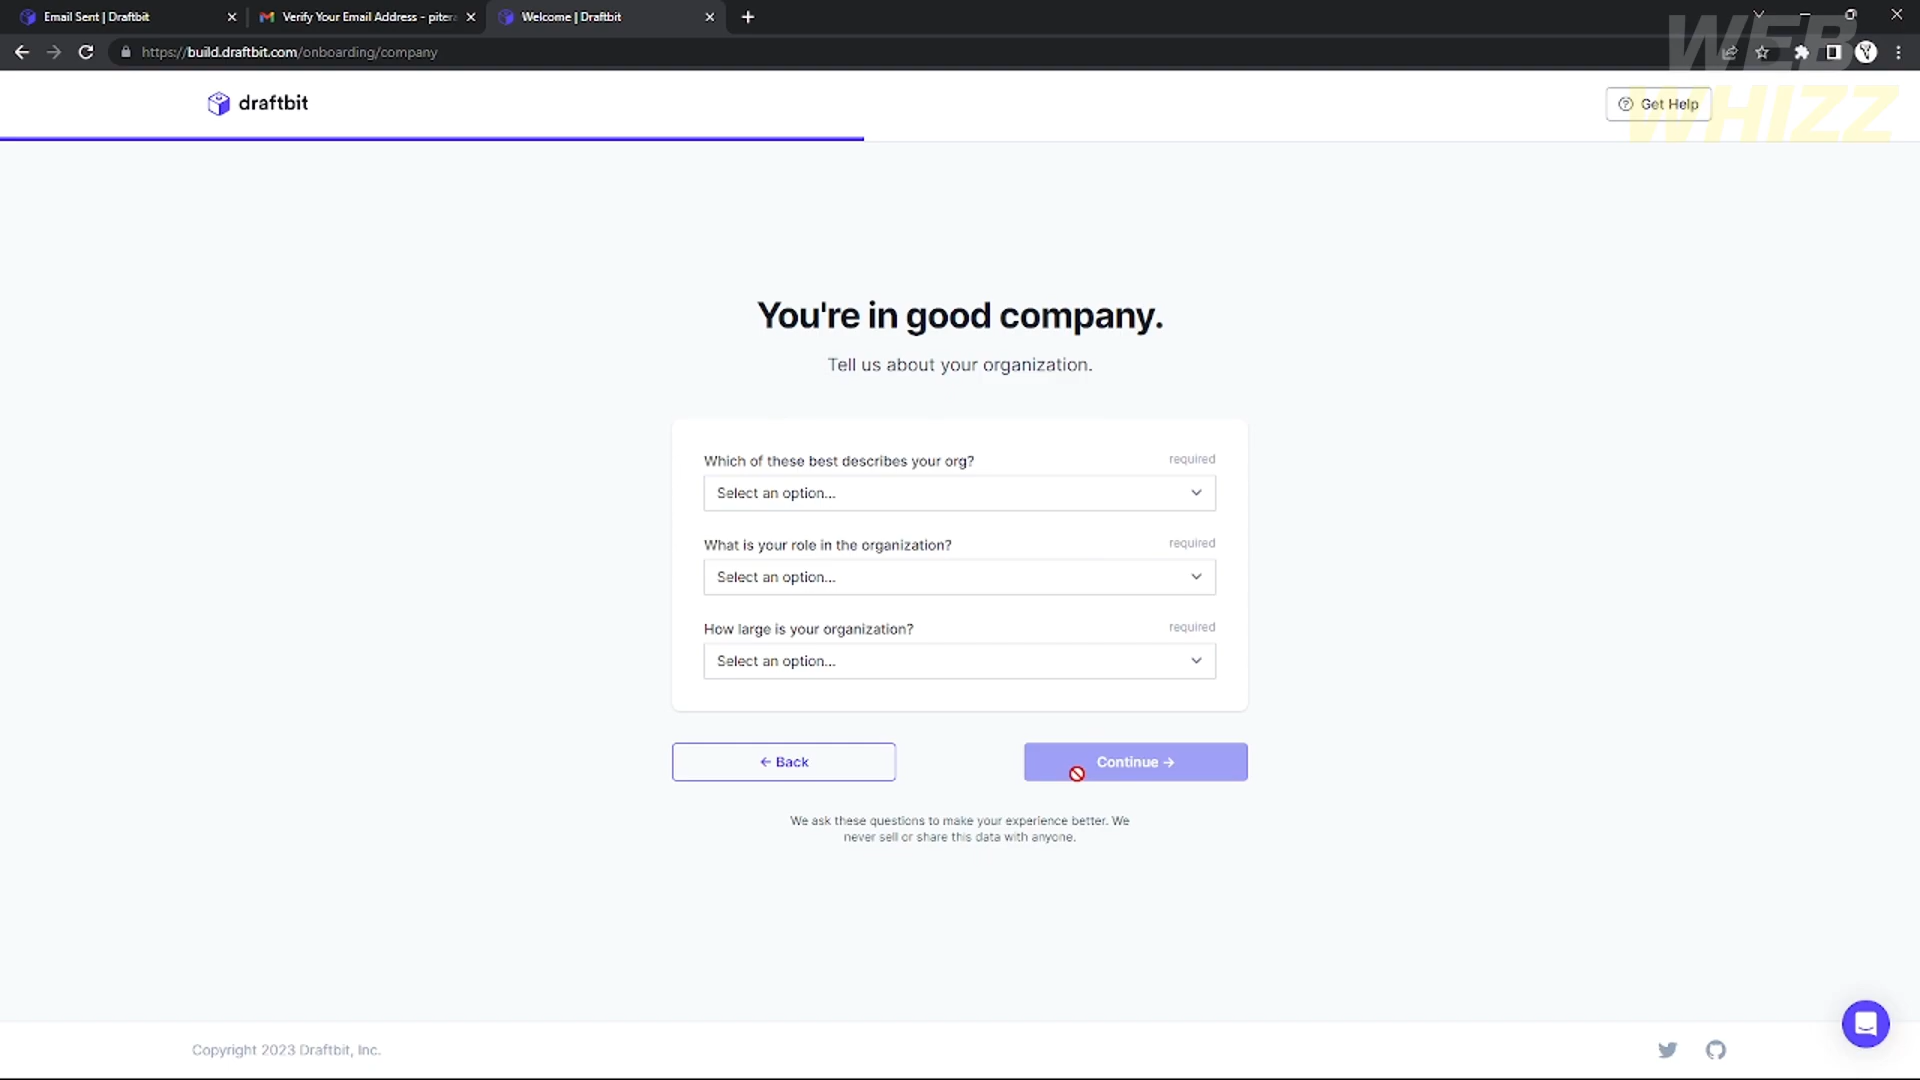 Email Sent | Draftbit
Verify Your Email Address - pitera
Welcome | Draftbit
https://build.draftbit.com/onboarding/company
WEB
WHIZZ
draftbit
Get Help
You're in good company.
Tell us about your organization.
Which of these best describes your org?
required
Select an option...
What is your role in the organization?
required
Select an option...
How large is your organization?
required
Select an option...
← Back
Continue →
We ask these questions to make your experience better. We
never sell or share this data with anyone.
Copyright 2023 Draftbit, Inc.